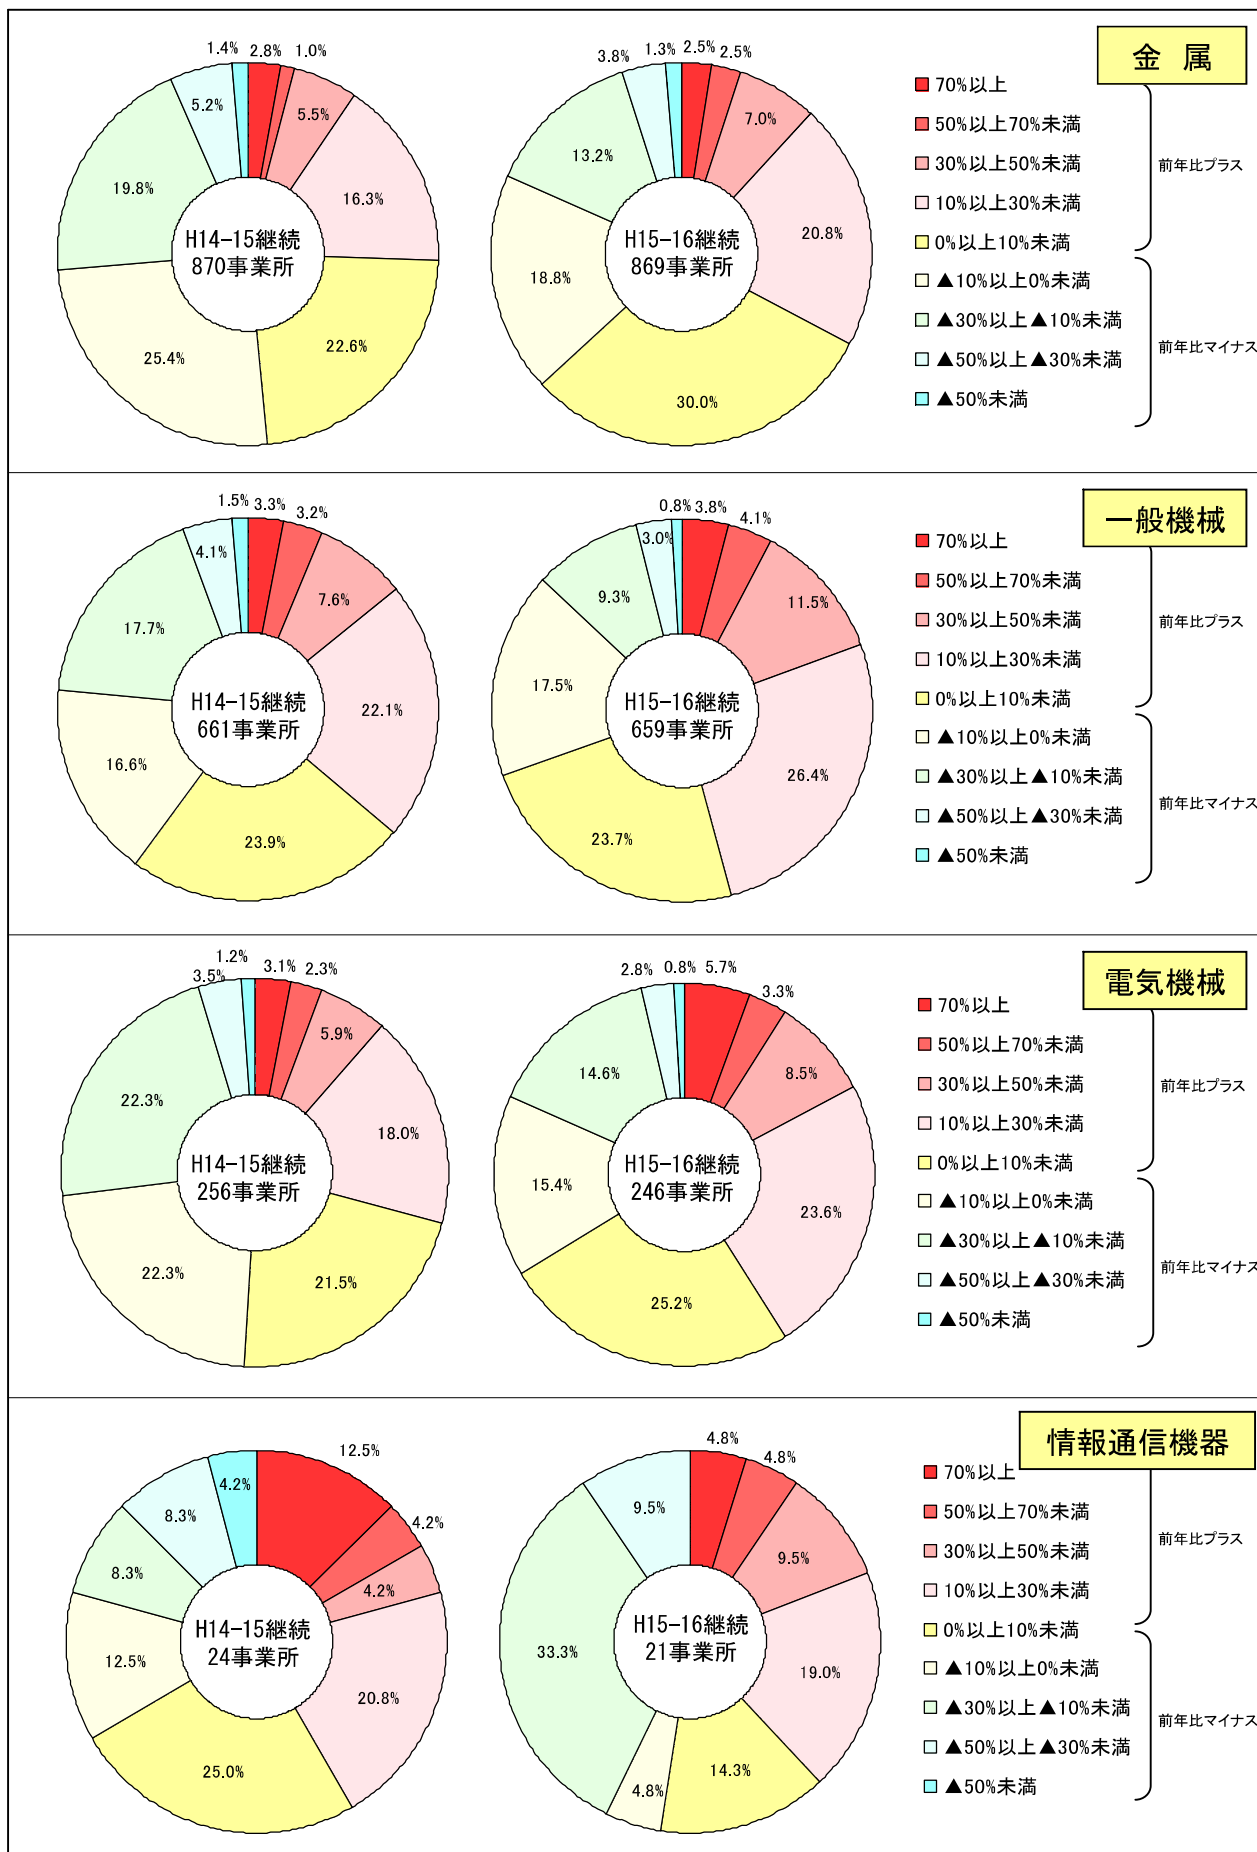 金 属
1.4%
2.8%
1.0%
5.2%
5.5%
19.8%
16.3%
H14-15継続
870事業所
25.4%
22.6%
3.8%
1.3%
2.5%
2.5%
7.0%
13.2%
20.8%
H15-16継続
869事業所
18.8%
30.0%
70%以上
50%以上70%未満
30%以上50%未満
10%以上30%未満
0%以上10%未満
▲10%以上0%未満
▲30%以上▲10%未満
▲50%以上▲30%未満
▲50%未満
前年比プラス
前年比マイナス
一般機械
1.5%
3.3%
3.2%
4.1%
7.6%
17.7%
22.1%
H14-15継続
661事業所
16.6%
23.9%
0.8%
3.8%
4.1%
3.0%
11.5%
9.3%
17.5%
H15-16継続
659事業所
26.4%
23.7%
70%以上
50%以上70%未満
30%以上50%未満
10%以上30%未満
0%以上10%未満
▲10%以上0%未満
▲30%以上▲10%未満
▲50%以上▲30%未満
▲50%未満
前年比プラス
前年比マイナス
電気機械
1.2%
3.5%
3.1%
2.3%
5.9%
22.3%
18.0%
H14-15継続
256事業所
22.3%
21.5%
2.8%
0.8%
5.7%
3.3%
8.5%
14.6%
H15-16継続
246事業所
15.4%
23.6%
25.2%
70%以上
50%以上70%未満
30%以上50%未満
10%以上30%未満
0%以上10%未満
▲10%以上0%未満
▲30%以上▲10%未満
▲50%以上▲30%未満
▲50%未満
前年比プラス
前年比マイナス
情報通信機器
12.5%
4.2%
4.2%
8.3%
4.2%
8.3%
H14-15継続
24事業所
12.5%
20.8%
25.0%
4.8%
4.8%
9.5%
9.5%
33.3%
H15-16継続
21事業所
19.0%
14.3%
4.8%
70%以上
50%以上70%未満
30%以上50%未満
10%以上30%未満
0%以上10%未満
▲10%以上0%未満
▲30%以上▲10%未満
▲50%以上▲30%未満
▲50%未満
前年比プラス
前年比マイナス